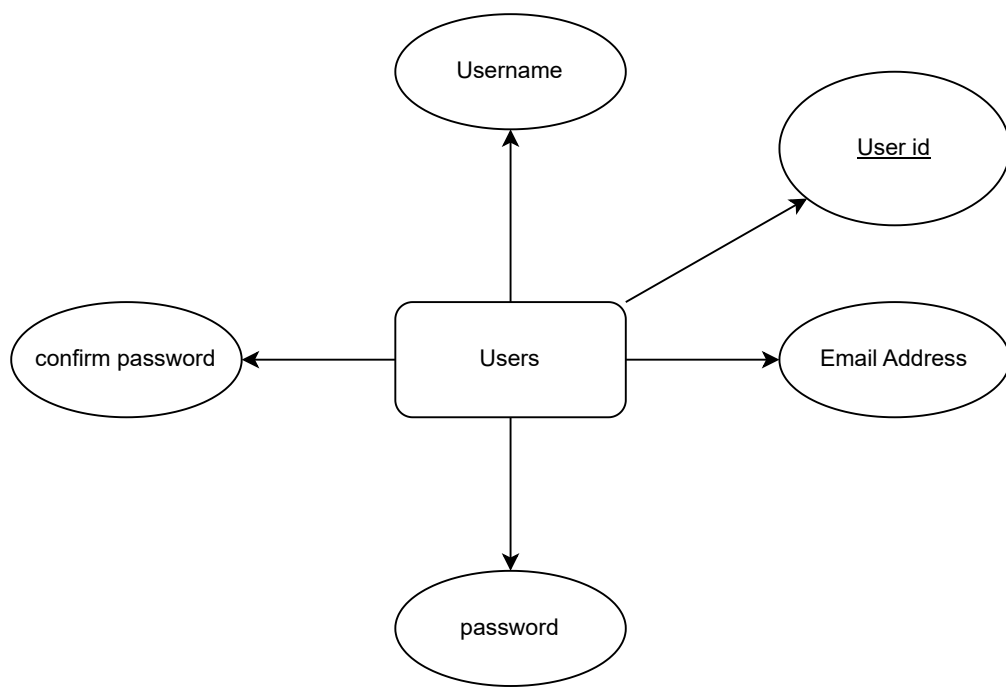 Username
User id
confirm password
Users
Email Address
password